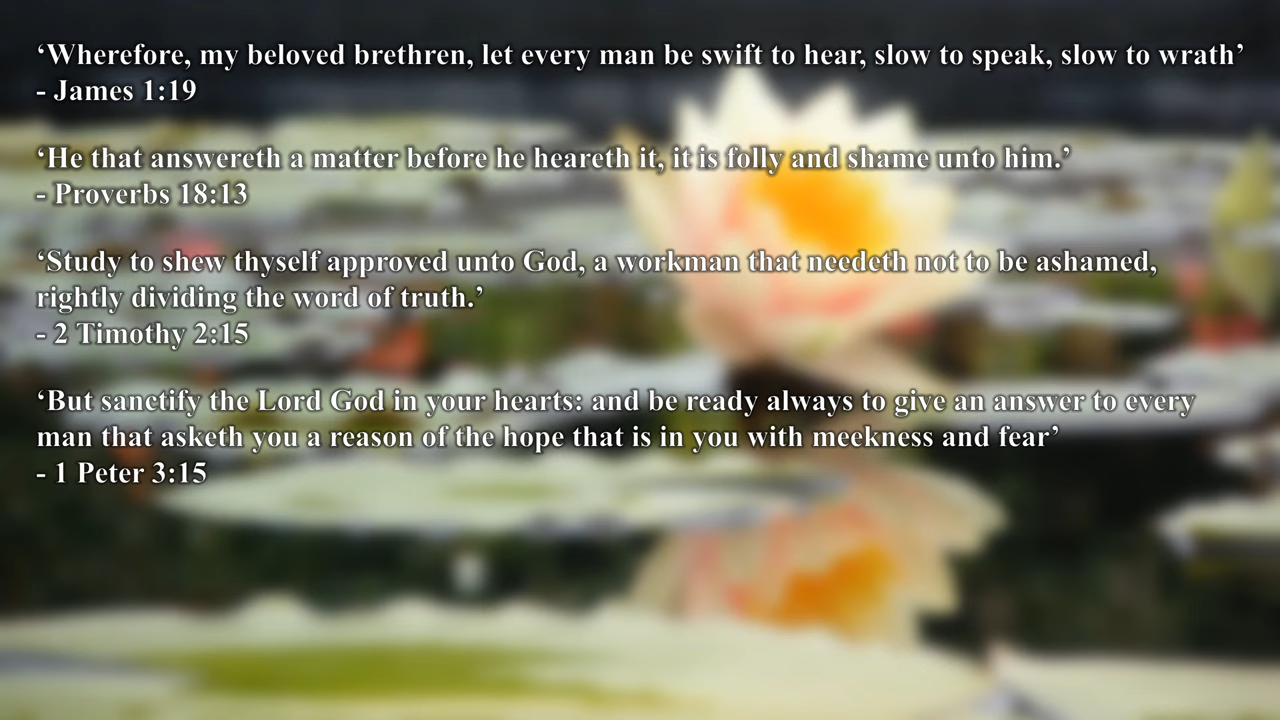 ‘Wherefore, my beloved brethren, let every man be swift to hear, slow to speak, slow to wrath’
- James 1:19
‘He that answereth a matter before he heareth it, it is folly and shame unto him.’
- Proverbs 18:13
‘Study to shew thyself approved unto God, a workman that needeth not to be ashamed,
rightly dividing the word of truth.’
- 2 Timothy 2:15
‘But sanctify the Lord God in your hearts: and be ready always to give an answer to every
man that asketh you a reason of the hope that is in you with meekness and fear’
- 1 Peter 3:15